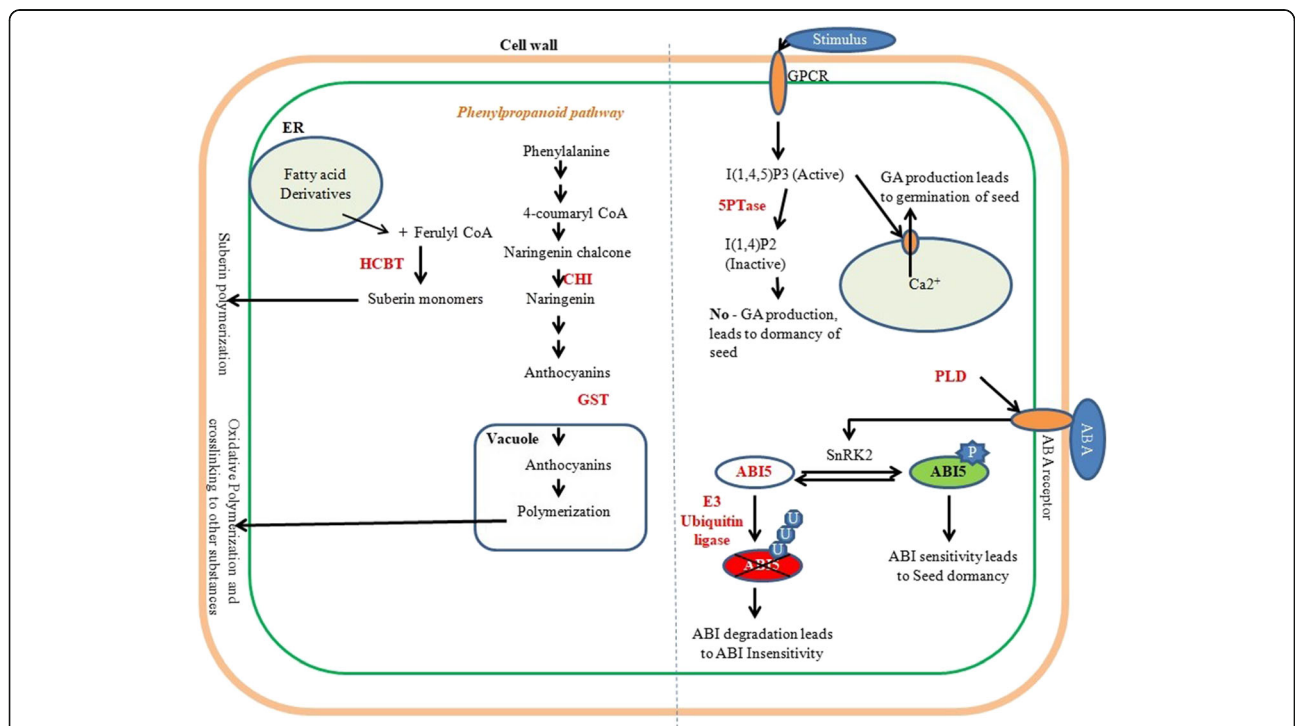 Cell wall
Phenylpropanoid pathway
ER
Fatty acid
Derivatives
+ Ferulyl CoA
HCBT
Suberin monomers
Suberin polymerization
Phenylalanine
4-coumaryl CoA
Naringenin chalcone
CHI
Naringenin
Anthocyanins
GST
Vacuole
Anthocyanins
Polymerization
Oxidative Polymerization and
crosslinking to other substances
Stimulus
GPCR
I(1,4,5)P3 (Active)
5PTase
I(1,4)P2
(Inactive)
No - GA production,
leads to dormancy of
seed
GA production leads
to germination of seed
Ca2+
PLD
ABA
ABA receptor
SnRK2
ABI5
P
ABI5
E3
Ubiquitin
ligase
U
U
U
ABI5
ABI sensitivity leads
to Seed dormancy
ABI degradation leads
to ABI Insensitivity